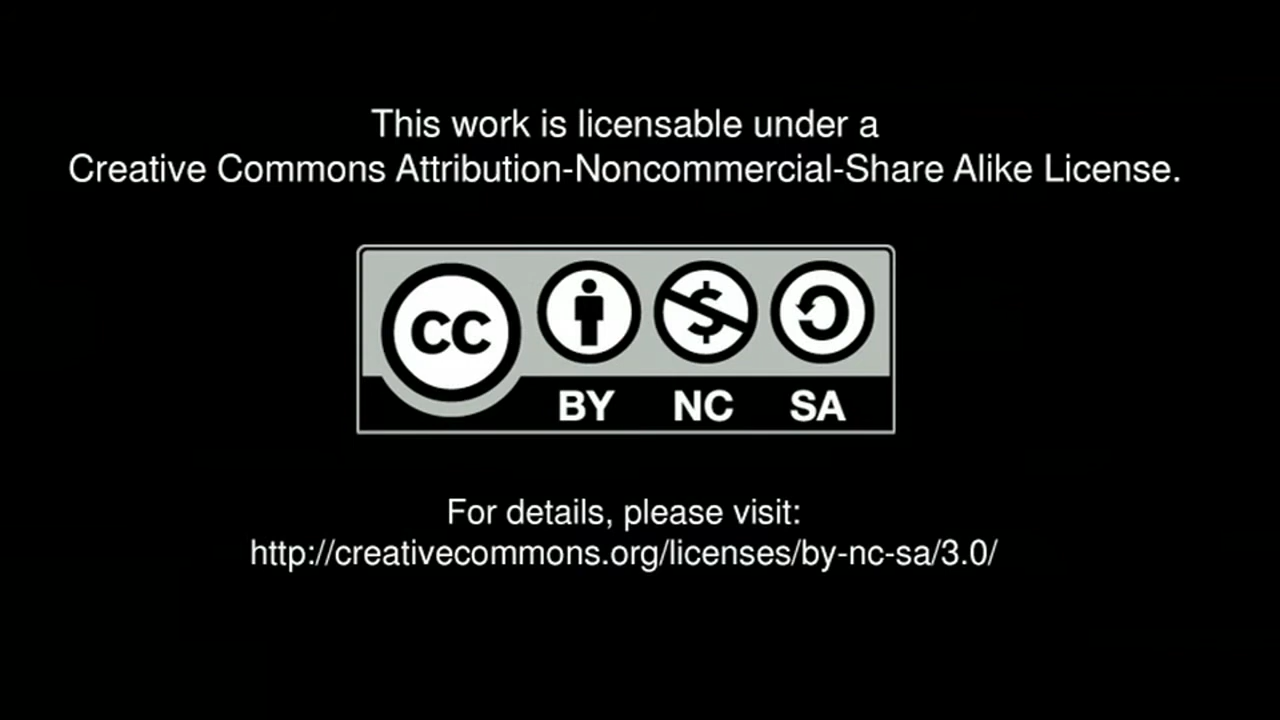 This work is licensable under a
Creative Commons Attribution-Noncommercial-Share Alike License.
CC
BY NC SA
For details, please visit:
http://creativecommons.org/licenses/by-nc-sa/3.0/